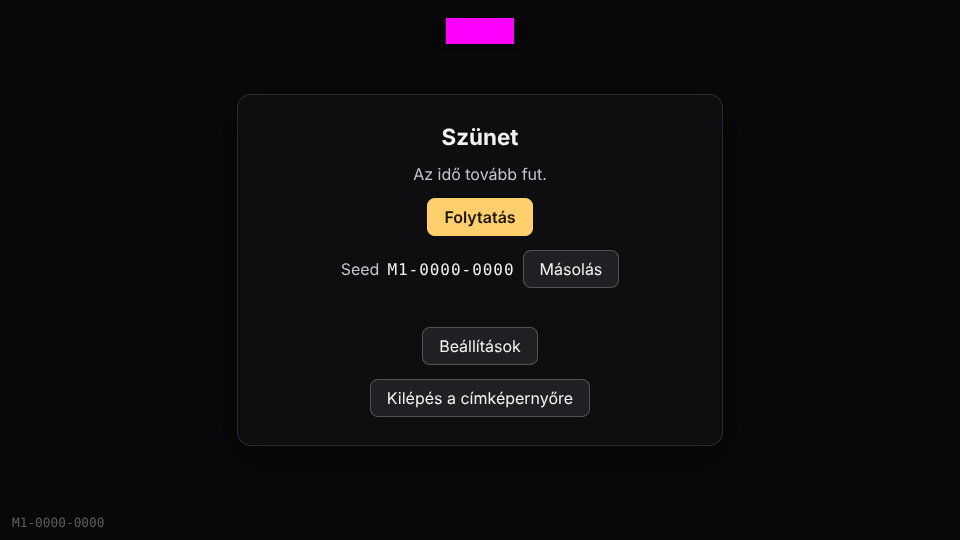 Szünet
Az idő tovább fut.
Folytatás
Seed M1-0000-0000 Másolás
Beállítások
Kilépés a címképernyőre
M1-0000-0000